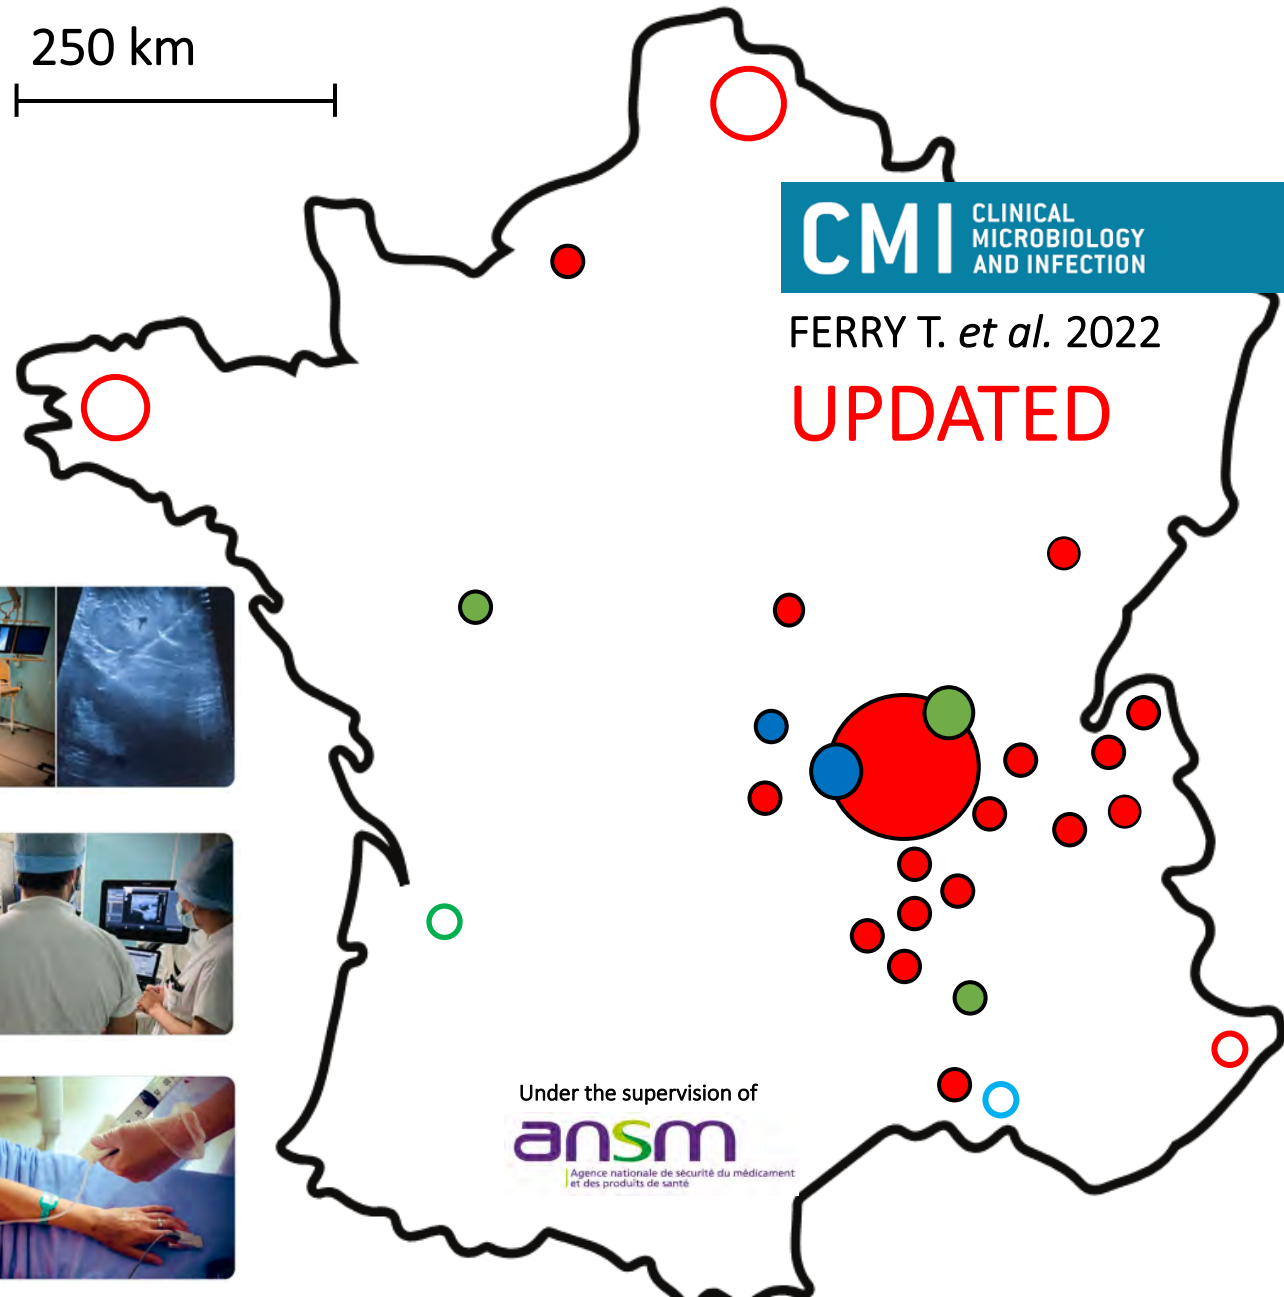 250 km
CMI CLINICAL
MICROBIOLOGY
AND INFECTION
FERRY T. et al. 2022
UPDATED
Under the supervision of
ansm
Agence nationale de sécurité du médicament
et des produits de santé